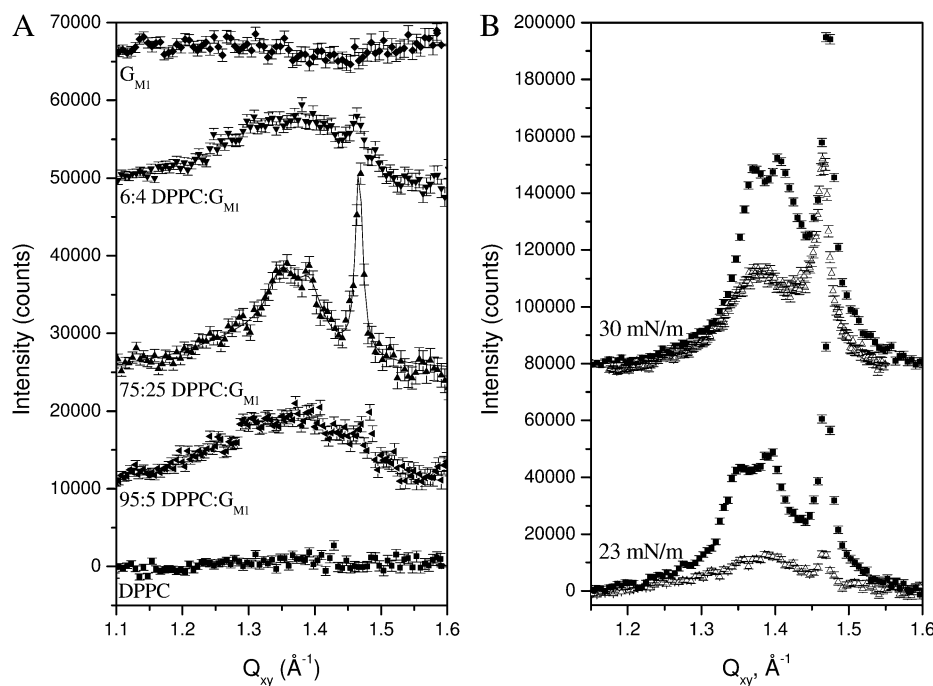 A
70000
60000
50000
40000
30000
20000
10000
0
Intensity (counts)
G_M1
6:4 DPPC:G_M1
75:25 DPPC:G_M1
95:5 DPPC:G_M1
DPPC
1.1 1.2 1.3 1.4 1.5 1.6
Q_xy (Å⁻¹)
B
200000
180000
160000
140000
120000
100000
80000
60000
40000
20000
0
Intensity (counts)
30 mN/m
23 mN/m
1.2 1.3 1.4 1.5 1.6
Q_xy, Å⁻¹